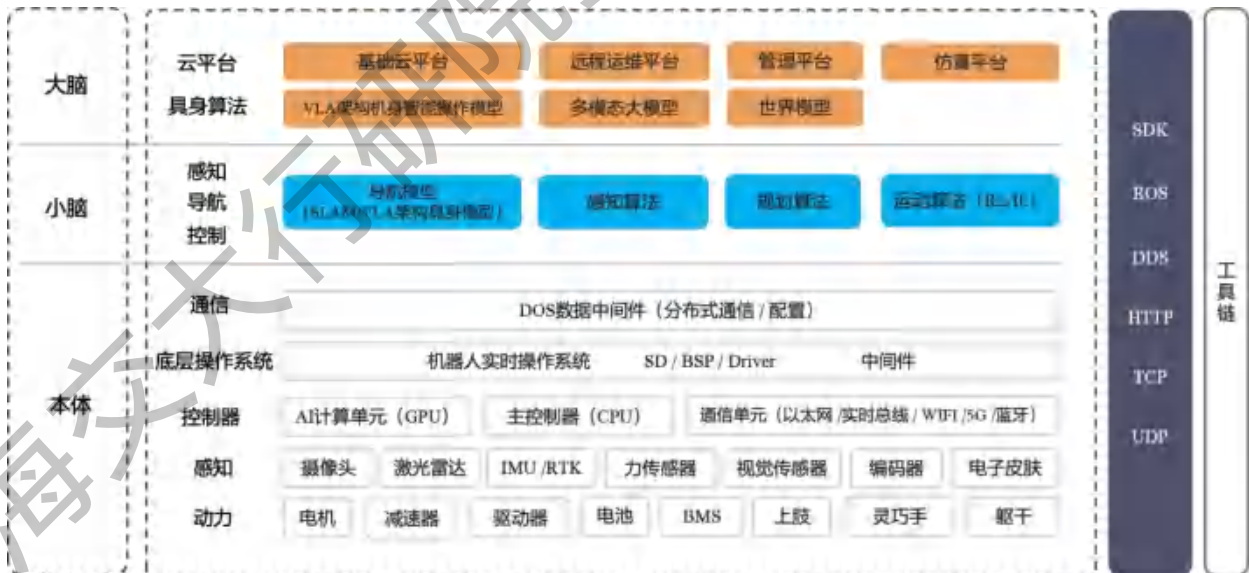 大脑
云平台
基础云平台
远程运维平台
管理平台
仿真平台
具身算法
VLA架构机身智能操作模型
多模态大模型
世界模型
小脑
感知
导航
控制
导航模型
感知算法
规划算法
本体
通信
DOS数据中间件（分布式通信 / 配置）
底层操作系统
机器人实时操作系统 SD / BSP / Driver 中间件
控制器
AI计算单元（GPU）
主控制器（CPU）
通信单元（以太网 /实时总线 / WIFI /5G /蓝牙）
感知
摄像头
激光雷达
IMU /RTK
力传感器
视觉传感器
编码器
电子皮肤
动力
电机
减速器
驱动器
电池
BMS
上肢
灵巧手
躯干
SDK
ROS
DDS
HTTP
TCP
UDP
工具链
海交大行研院